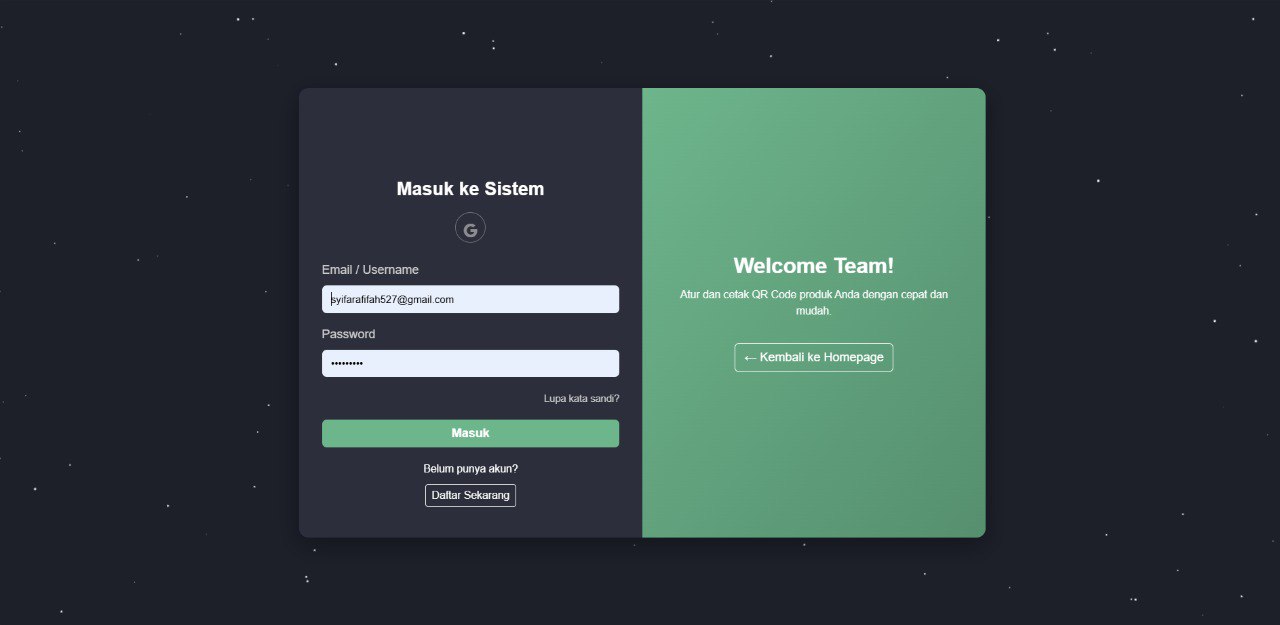 Masuk ke Sistem
G
Email / Username
syifarafifah527@gmail.com
Password
•••••••••
Lupa kata sandi?
Masuk
Belum punya akun?
Daftar Sekarang
Welcome Team!
Atur dan cetak QR Code produk Anda dengan cepat dan
mudah.
← Kembali ke Homepage